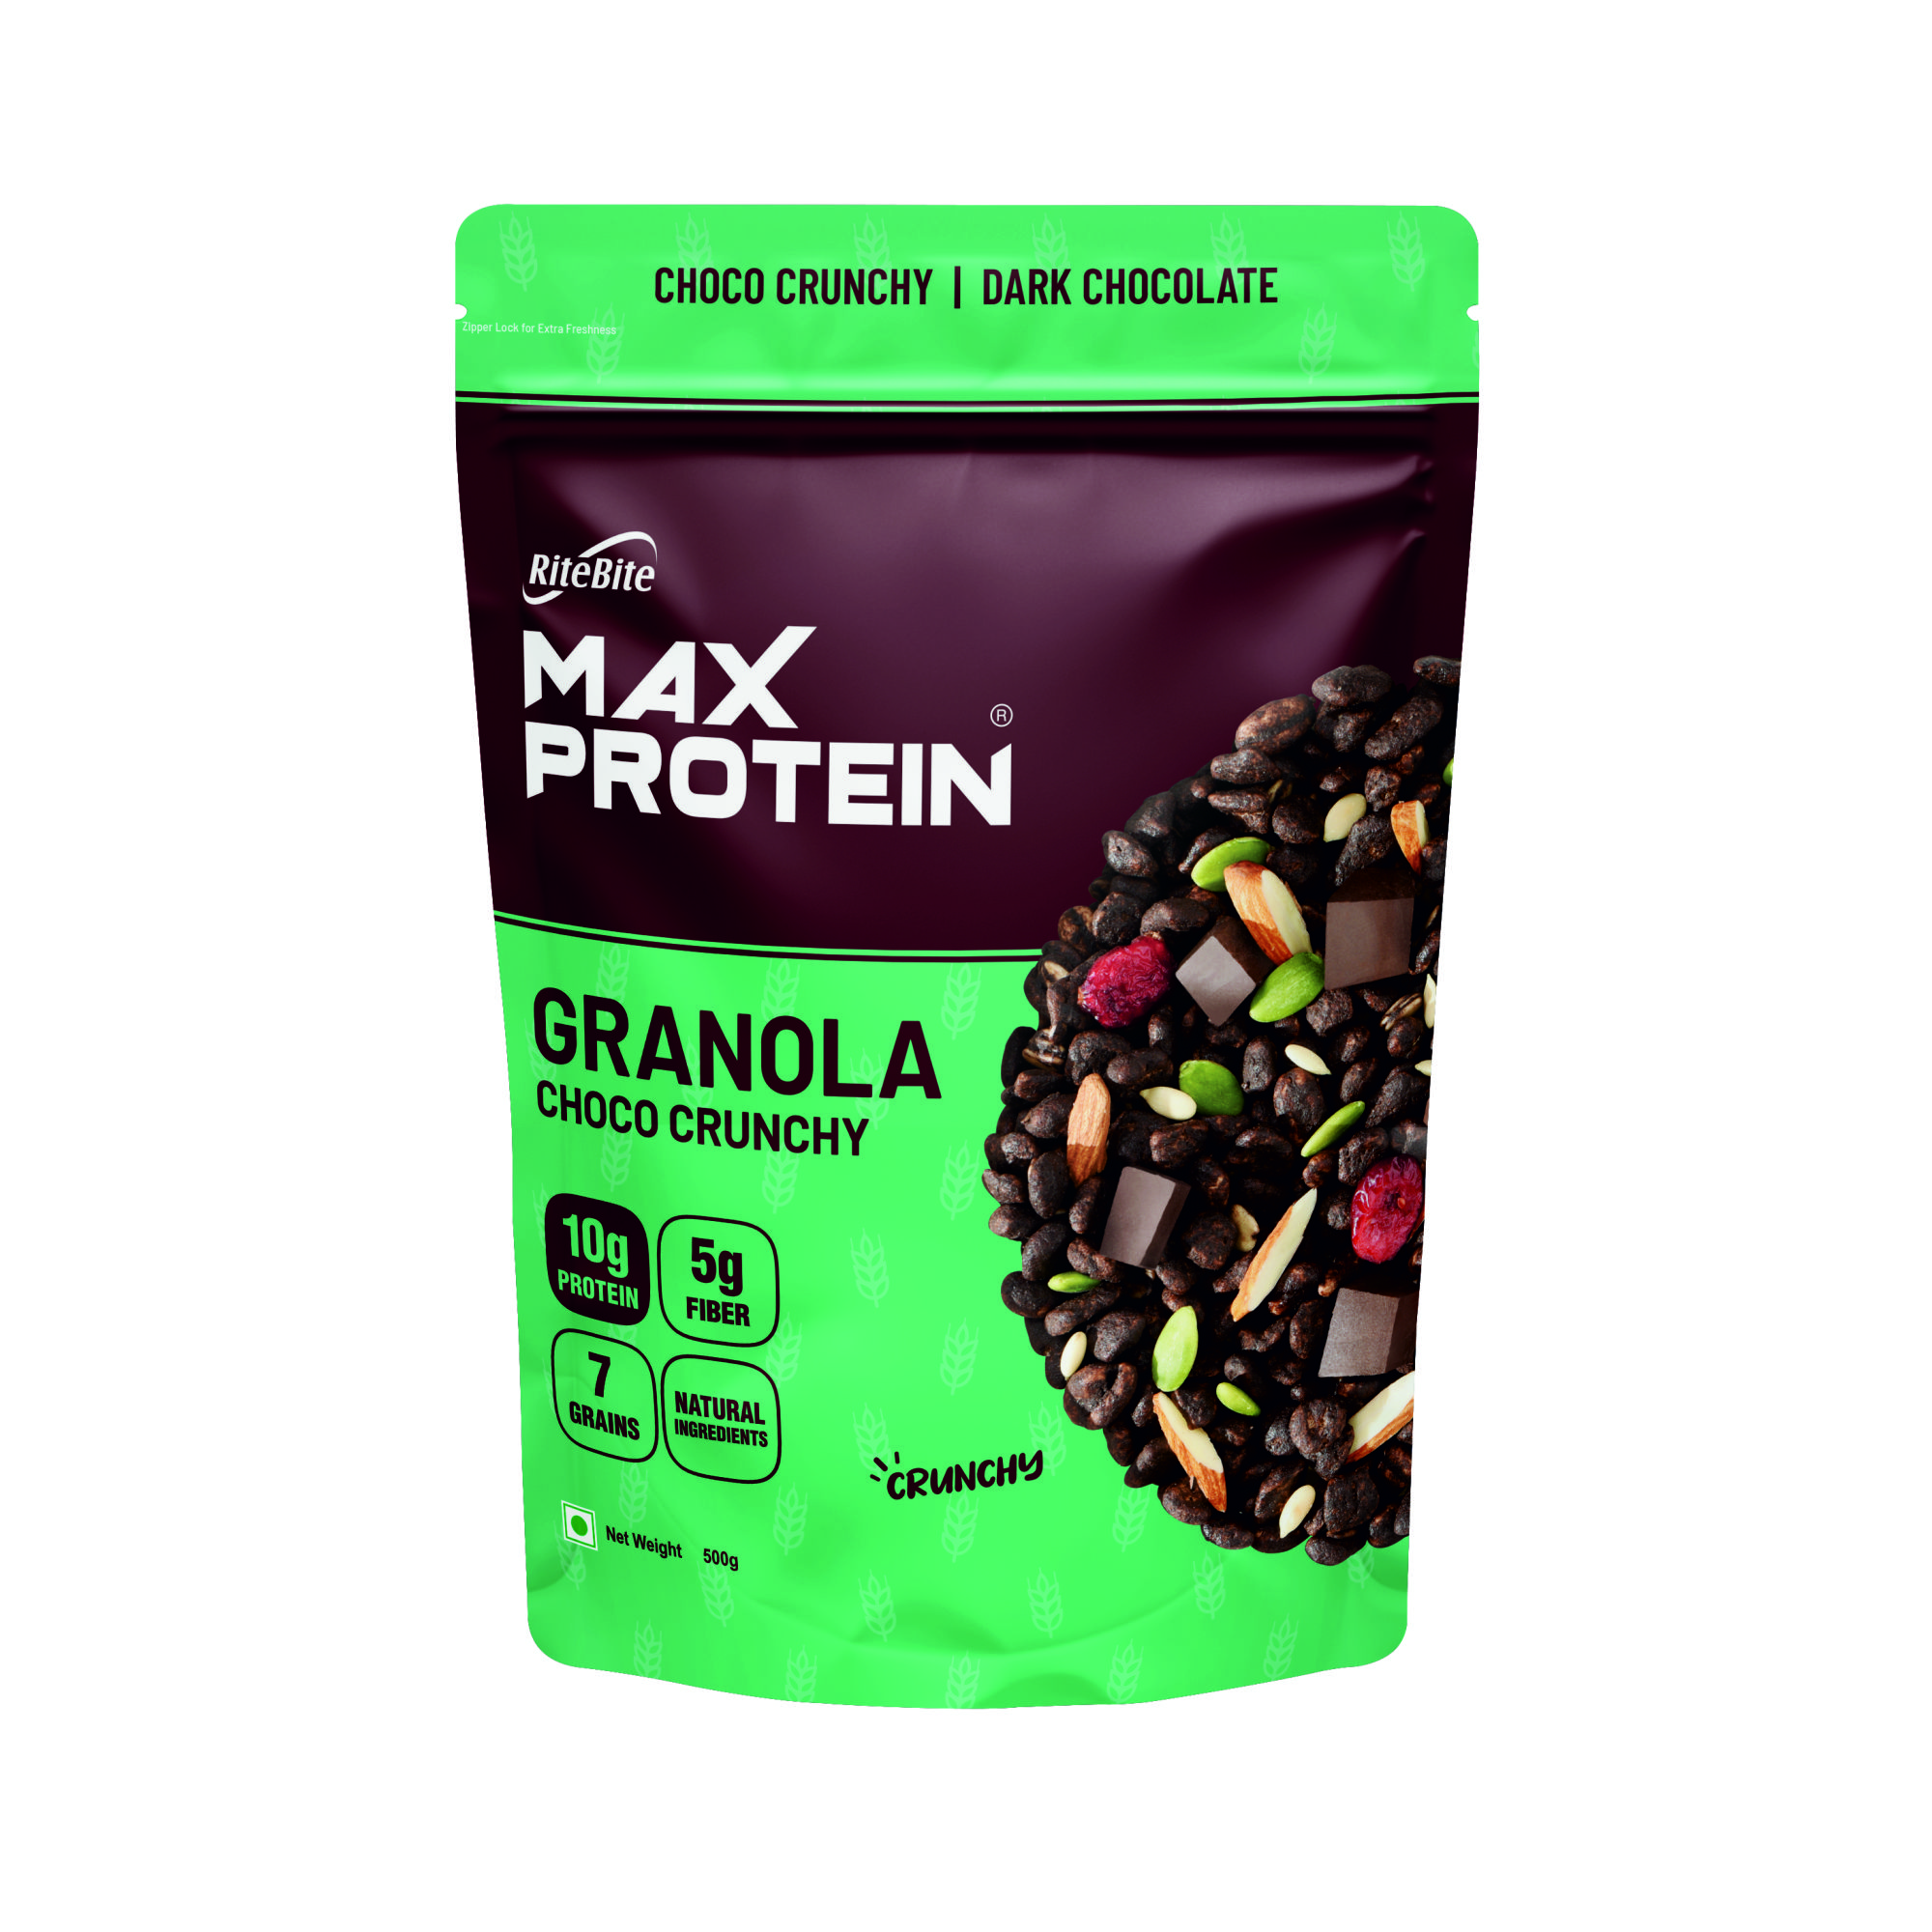 CHOCO CRUNCHY | DARK CHOCOLATE
Zipper Lock for Extra Freshness
RiteBite
MAX
PROTEIN ®
GRANOLA
CHOCO CRUNCHY
10g
PROTEIN
5g
FIBER
7
GRAINS
NATURAL
INGREDIENTS
CRUNCHY
Net Weight 500g